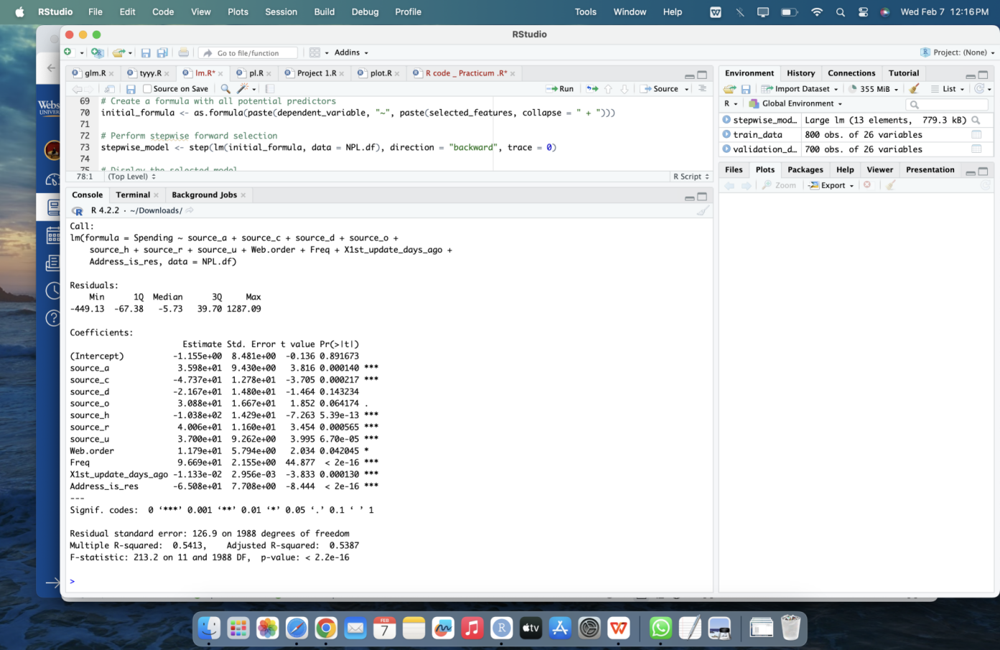 RStudio File Edit Code View Plots Session Build Debug Profile Tools Window Help Wed Feb 7 12:16 PM
RStudio
Go to file/function Addins Project: (None)
glm.R tyyy.R lm.R* pl.R Project 1.R plot.R R code _ Practicum .R*
Source on Save Run Source
69 # Create a formula with all potential predictors
70 initial_formula <- as.formula(paste(dependent_variable, "~", paste(selected_features, collapse = " + ")))
71
72 # Perform stepwise forward selection
73 stepwise_model <- step(lm(initial_formula, data = NPL.df), direction = "backward", trace = 0)
74
75 # Display the selected model
78:1 (Top Level) R Script
Console Terminal Background Jobs
R 4.2.2 · ~/Downloads/
Call:
lm(formula = Spending ~ source_a + source_c + source_d + source_o +
source_h + source_r + source_u + Web.order + Freq + X1st_update_days_ago +
Address_is_res, data = NPL.df)
Residuals:
Min 1Q Median 3Q Max
-449.13 -67.38 -5.73 39.70 1287.09
Coefficients:
Estimate Std. Error t value Pr(>|t|)
(Intercept) -1.155e+00 8.481e+00 -0.136 0.891673
source_a 3.598e+01 9.430e+00 3.816 0.000140 ***
source_c -4.737e+01 1.278e+01 -3.705 0.000217 ***
source_d -2.167e+01 1.480e+01 -1.464 0.143234
source_o 3.088e+01 1.667e+01 1.852 0.064174 .
source_h -1.038e+02 1.429e+01 -7.263 5.39e-13 ***
source_r 4.006e+01 1.160e+01 3.454 0.000565 ***
source_u 3.700e+01 9.262e+00 3.995 6.70e-05 ***
Web.order 1.179e+01 5.794e+00 2.034 0.042045 *
Freq 9.669e+01 2.155e+00 44.877 < 2e-16 ***
X1st_update_days_ago -1.133e-02 2.956e-03 -3.833 0.000130 ***
Address_is_res -6.508e+01 7.708e+00 -8.444 < 2e-16 ***
---
Signif. codes: 0 ‘***’ 0.001 ‘**’ 0.01 ‘*’ 0.05 ‘.’ 0.1 ‘ ’ 1
Residual standard error: 126.9 on 1988 degrees of freedom
Multiple R-squared: 0.5413, Adjusted R-squared: 0.5387
F-statistic: 213.2 on 11 and 1988 DF, p-value: < 2.2e-16
>
Environment History Connections Tutorial
Import Dataset 355 MiB List
R Global Environment
stepwise_mod… Large lm (13 elements, 779.3 kB)
train_data 800 obs. of 26 variables
validation_d… 700 obs. of 26 variables
Files Plots Packages Help Viewer Presentation
Zoom Export
FEB
7
R
tv